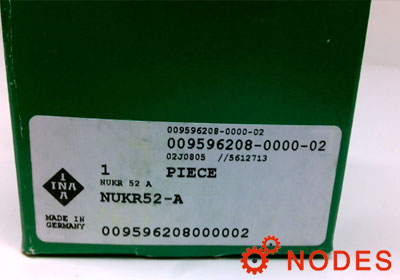 009596208-0000-02
009596208-0000-02
02J0805 //5612713
1 PIECE
NUKR 52 A
NUKR52-A
I
INA
A
MADE IN
GERMANY
009596208000002
NODES